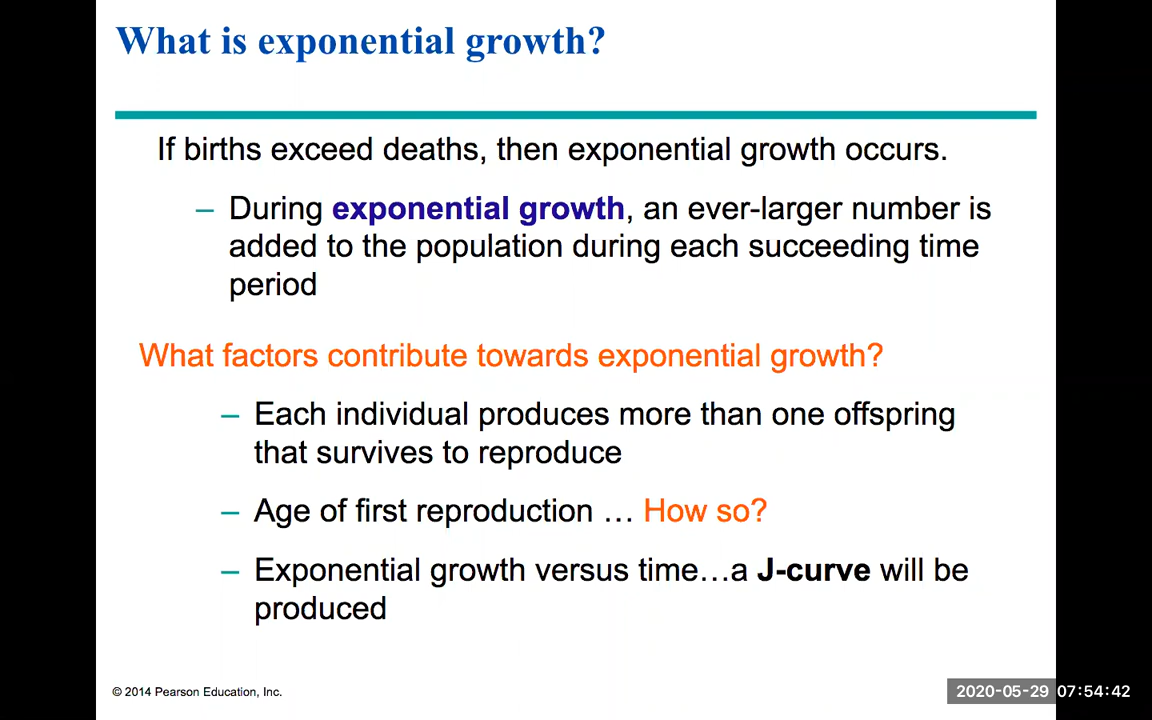 What is exponential growth?
If births exceed deaths, then exponential growth occurs.
– During exponential growth, an ever-larger number is
added to the population during each succeeding time
period
What factors contribute towards exponential growth?
– Each individual produces more than one offspring
that survives to reproduce
– Age of first reproduction … How so?
– Exponential growth versus time…a J-curve will be
produced
© 2014 Pearson Education, Inc.
2020-05-29 07:54:42